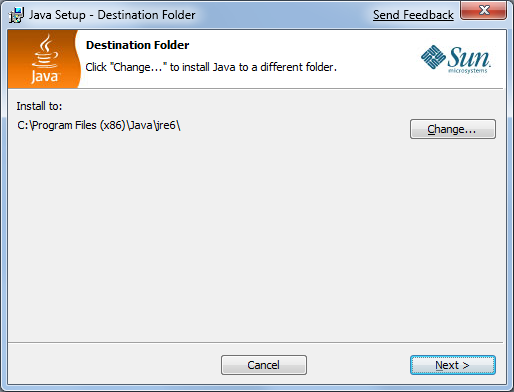 Java Setup - Destination Folder
Send Feedback
Java
Destination Folder
Click "Change..." to install Java to a different folder.
Sun
microsystems
Install to:
C:\Program Files (x86)\Java\jre6\
Change...
Cancel
Next >